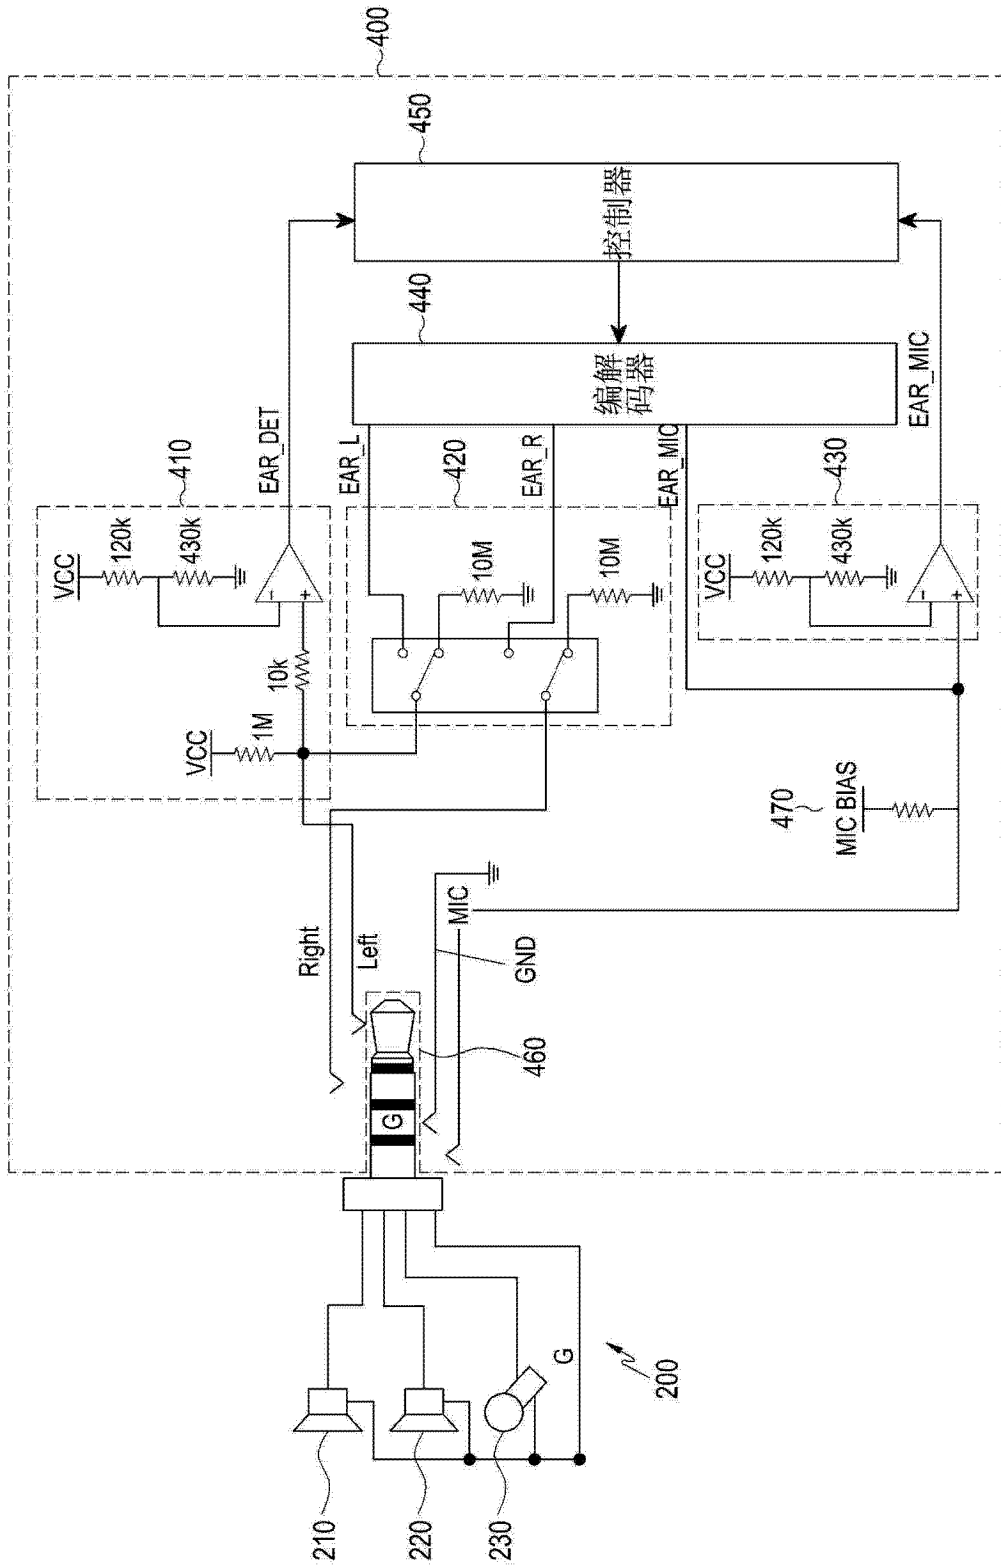 400
450
控制器
440
编解
码器
EAR_DET
EAR_L
EAR_R
EAR_MIC
EAR_MIC
410
420
430
VCC
120k
430k
-
+
10k
VCC
1M
10M
10M
VCC
120k
430k
-
+
470
MIC BIAS
Right
Left
MIC
GND
460
G
G
200
210
220
230